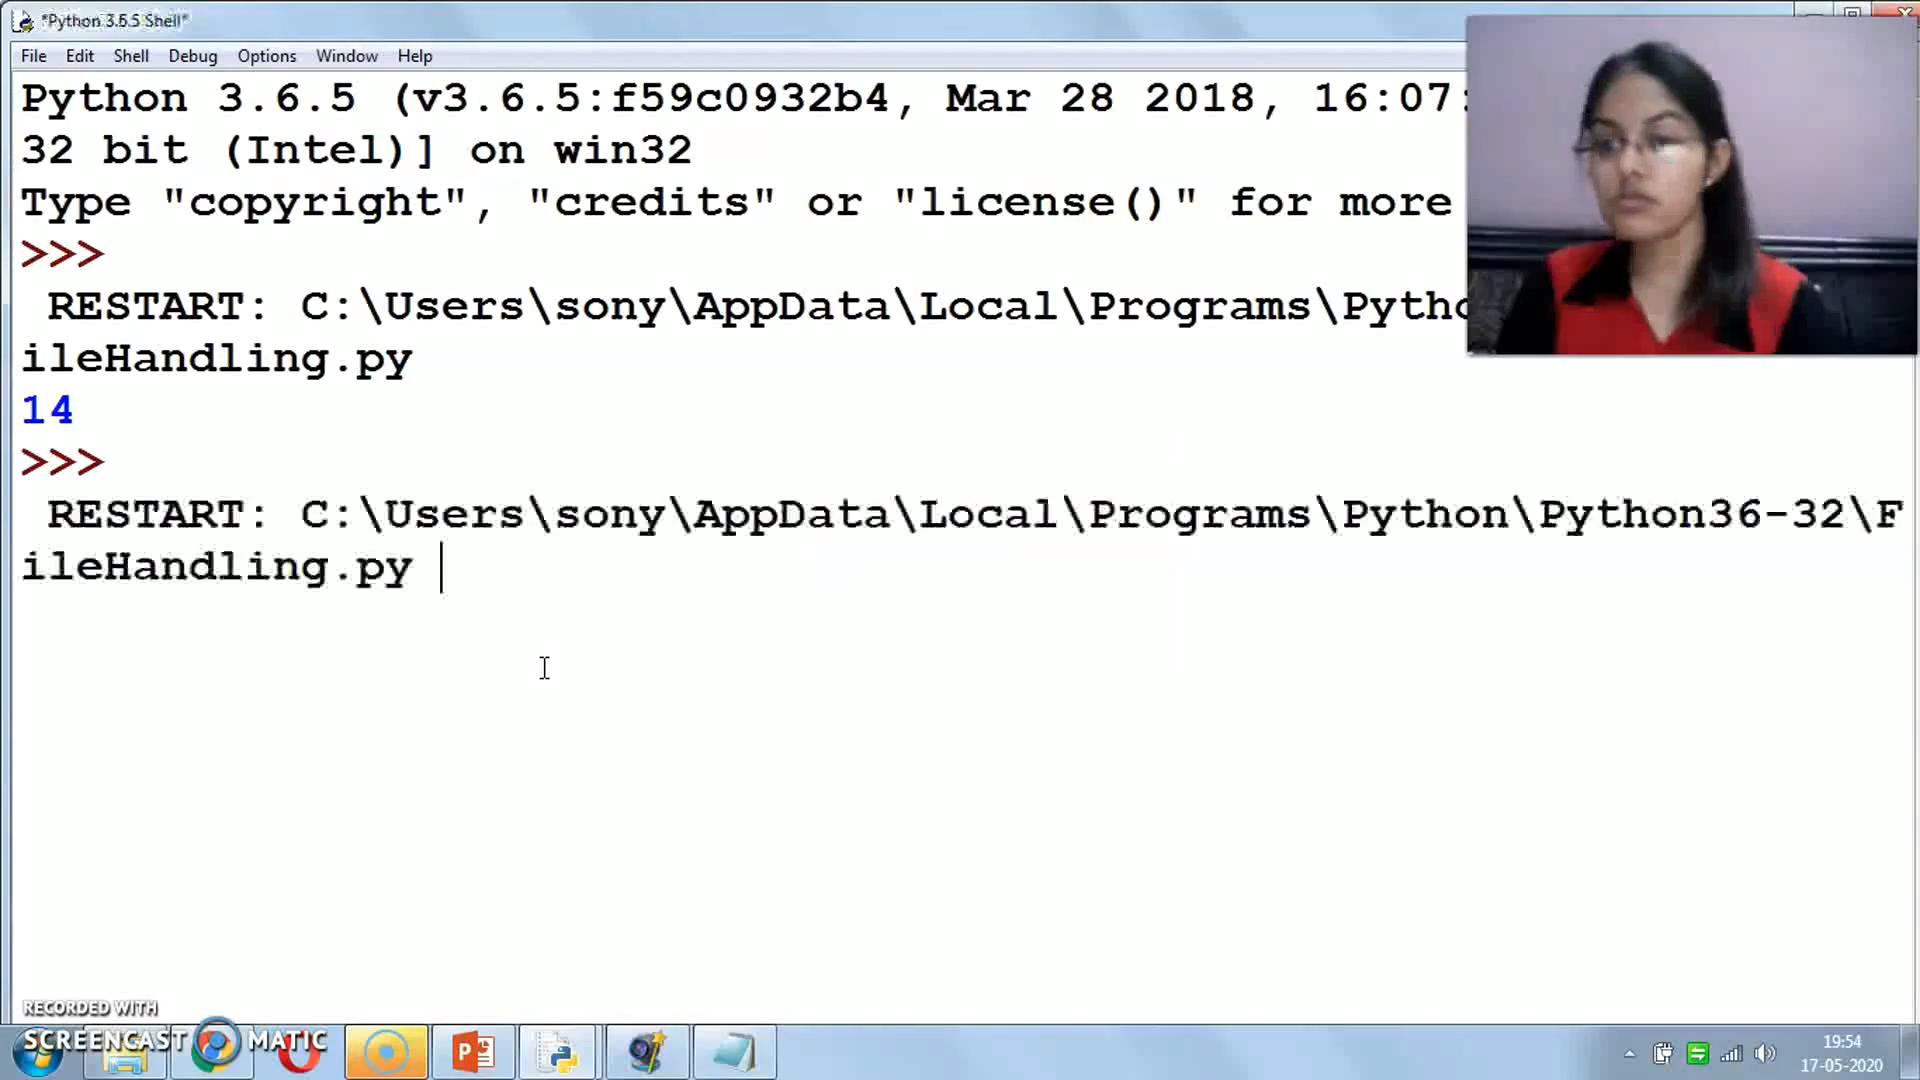 *Python 3.6.5 Shell*
File Edit Shell Debug Options Window Help
Python 3.6.5 (v3.6.5:f59c0932b4, Mar 28 2018, 16:07:
32 bit (Intel)] on win32
Type "copyright", "credits" or "license()" for more
>>>
 RESTART: C:\Users\sony\AppData\Local\Programs\Pytho
ileHandling.py
14
>>>
 RESTART: C:\Users\sony\AppData\Local\Programs\Python\Python36-32\F
ileHandling.py
RECORDED WITH
SCREENCAST MATIC
19:54
17-05-2020